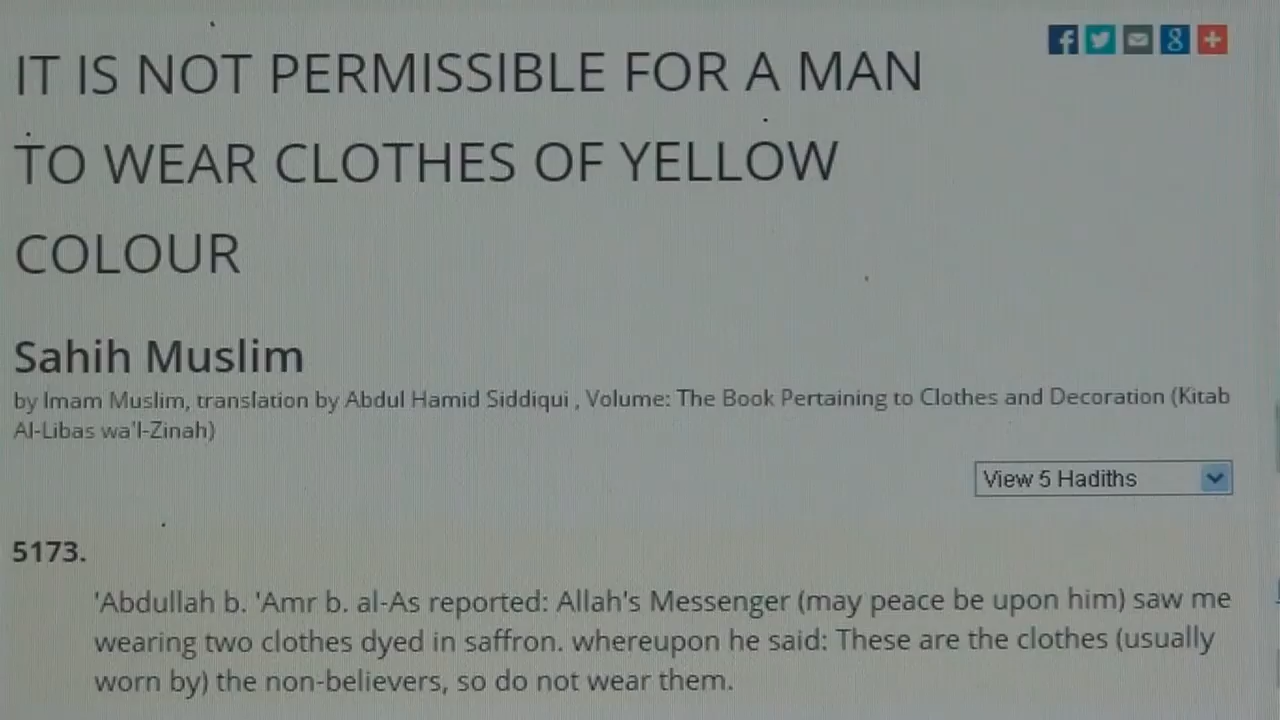 IT IS NOT PERMISSIBLE FOR A MAN
TO WEAR CLOTHES OF YELLOW
COLOUR
Sahih Muslim
by Imam Muslim, translation by Abdul Hamid Siddiqui , Volume: The Book Pertaining to Clothes and Decoration (Kitab
Al-Libas wa'l-Zinah)
View 5 Hadiths
5173.
'Abdullah b. 'Amr b. al-As reported: Allah's Messenger (may peace be upon him) saw me
wearing two clothes dyed in saffron. whereupon he said: These are the clothes (usually
worn by) the non-believers, so do not wear them.